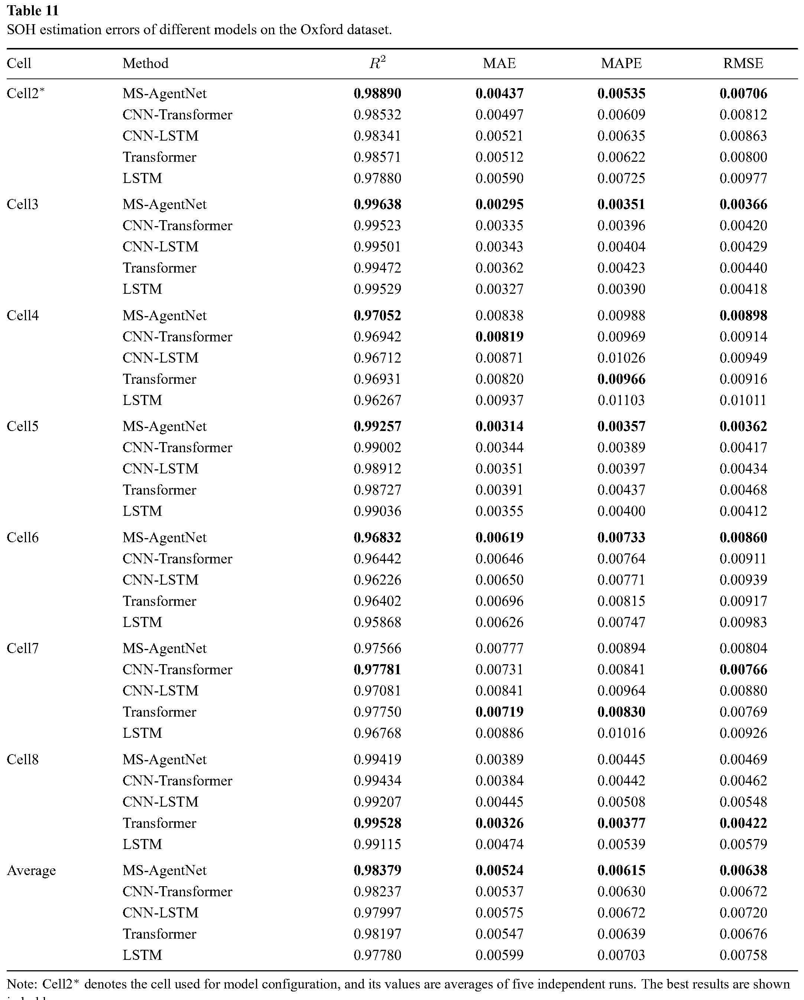 Table 11
SOH estimation errors of different models on the Oxford dataset.
Cell Method R² MAE MAPE RMSE
Cell2* MS-AgentNet 0.98890 0.00437 0.00535 0.00706
CNN-Transformer 0.98532 0.00497 0.00609 0.00812
CNN-LSTM 0.98341 0.00521 0.00635 0.00863
Transformer 0.98571 0.00512 0.00622 0.00800
LSTM 0.97880 0.00590 0.00725 0.00977
Cell3 MS-AgentNet 0.99638 0.00295 0.00351 0.00366
CNN-Transformer 0.99523 0.00335 0.00396 0.00420
CNN-LSTM 0.99501 0.00343 0.00404 0.00429
Transformer 0.99472 0.00362 0.00423 0.00440
LSTM 0.99529 0.00327 0.00390 0.00418
Cell4 MS-AgentNet 0.97052 0.00838 0.00988 0.00898
CNN-Transformer 0.96942 0.00819 0.00969 0.00914
CNN-LSTM 0.96712 0.00871 0.01026 0.00949
Transformer 0.96931 0.00820 0.00966 0.00916
LSTM 0.96267 0.00937 0.01103 0.01011
Cell5 MS-AgentNet 0.99257 0.00314 0.00357 0.00362
CNN-Transformer 0.99002 0.00344 0.00389 0.00417
CNN-LSTM 0.98912 0.00351 0.00397 0.00434
Transformer 0.98727 0.00391 0.00437 0.00468
LSTM 0.99036 0.00355 0.00400 0.00412
Cell6 MS-AgentNet 0.96832 0.00619 0.00733 0.00860
CNN-Transformer 0.96442 0.00646 0.00764 0.00911
CNN-LSTM 0.96226 0.00650 0.00771 0.00939
Transformer 0.96402 0.00696 0.00815 0.00917
LSTM 0.95868 0.00626 0.00747 0.00983
Cell7 MS-AgentNet 0.97566 0.00777 0.00894 0.00804
CNN-Transformer 0.97781 0.00731 0.00841 0.00766
CNN-LSTM 0.97081 0.00841 0.00964 0.00880
Transformer 0.97750 0.00719 0.00830 0.00769
LSTM 0.96768 0.00886 0.01016 0.00926
Cell8 MS-AgentNet 0.99419 0.00389 0.00445 0.00469
CNN-Transformer 0.99434 0.00384 0.00442 0.00462
CNN-LSTM 0.99207 0.00445 0.00508 0.00548
Transformer 0.99528 0.00326 0.00377 0.00422
LSTM 0.99115 0.00474 0.00539 0.00579
Average MS-AgentNet 0.98379 0.00524 0.00615 0.00638
CNN-Transformer 0.98237 0.00537 0.00630 0.00672
CNN-LSTM 0.97997 0.00575 0.00672 0.00720
Transformer 0.98197 0.00547 0.00639 0.00676
LSTM 0.97780 0.00599 0.00703 0.00758
Note: Cell2* denotes the cell used for model configuration, and its values are averages of five independent runs. The best results are shown